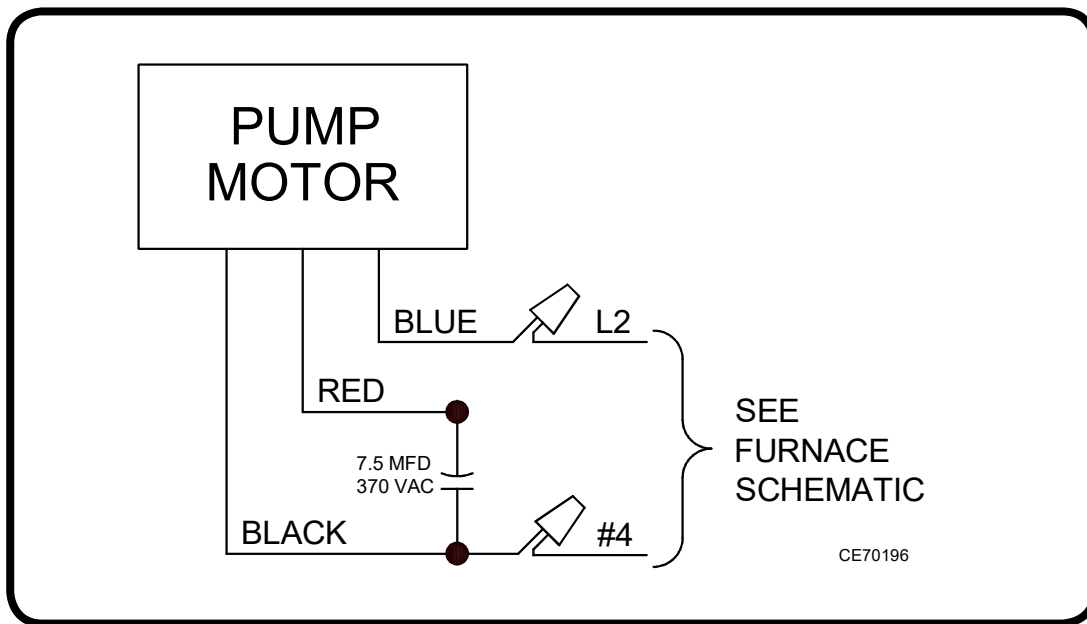 PUMP
MOTOR
BLUE
L2
RED
7.5 MFD
370 VAC
SEE
FURNACE
SCHEMATIC
BLACK
#4
CE70196